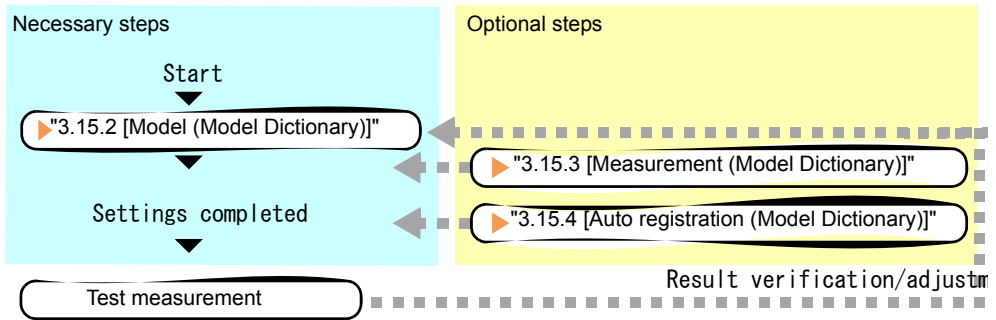 Necessary steps
Optional steps
Start
"3.15.2 [Model (Model Dictionary)]"
"3.15.3 [Measurement (Model Dictionary)]"
"3.15.4 [Auto registration (Model Dictionary)]"
Settings completed
Result verification/adjustm
Test measurement